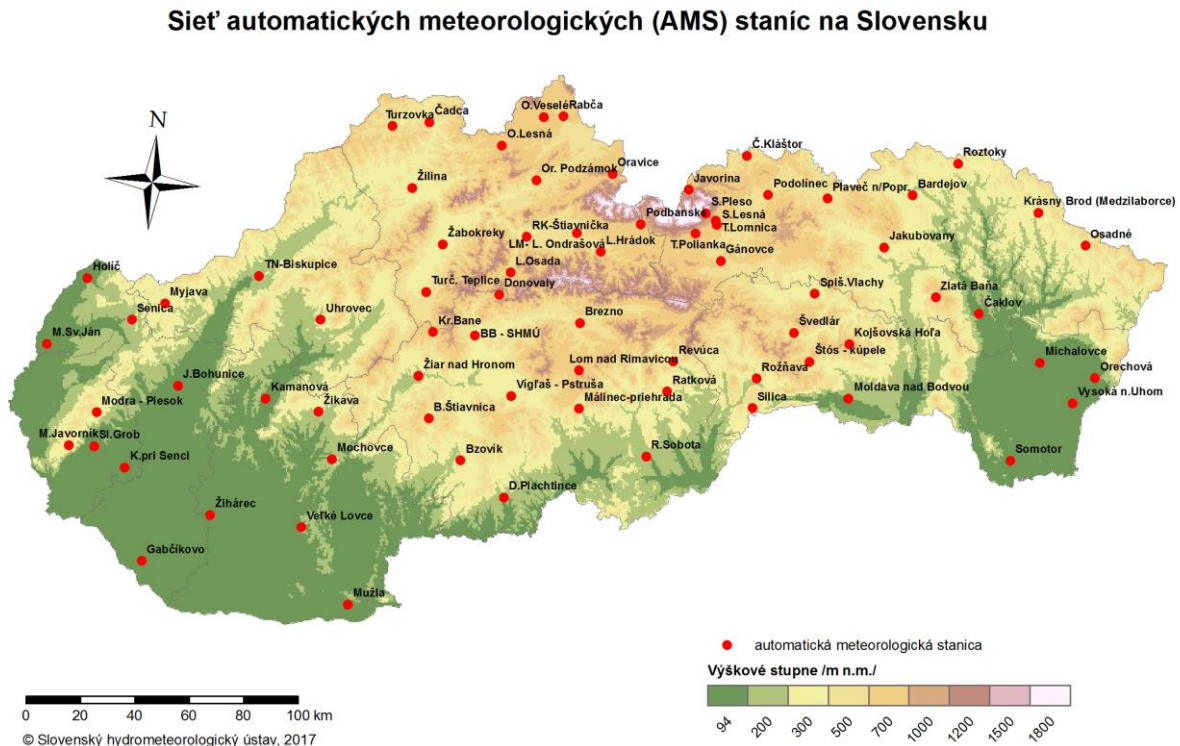 Sieť automatických meteorologických (AMS) staníc na Slovensku
N
O.Veselé Rabča
Turzovka Čadca
O.Lesná
Č.Kláštor
Roztoky
Oravice
Or. Podzámok
Žilina
Javorina
Podolínec
Plaveč n/Popr.
Bardejov
Krásny Brod (Medzilaborce)
S.Pleso
Podbanské
S.Lesná
RK-Štiavnička
T.Lomnica
Žabokreky
LM- L. Ondrašová
L.Hrádok
T.Polianka
Jakubovany
Osadné
Gánovce
L.Osada
Holíč
TN-Biskupice
Turč. Teplice
Donovaly
Spiš.Vlachy
Zlatá Baňa
Myjava
Senica
Čaklov
Uhrovec
Brezno
M.Sv.Ján
Kr.Bane
BB - SHMÚ
Švedlár
Kojšovská Hoľa
Lom nad Rimavicou
Revúca
Štós - kúpele
Michalovce
Žiar nad Hronom
Rožňava
Orechová
J.Bohunice
Kamanová
Vígľaš - Pstruša
Ratková
Moldava nad Bodvou
Vysoká n.Uhom
Modra - Piesok
Žikava
Málinec-priehrada
Silica
B.Štiavnica
M.Javorník
Sl.Grob
Mochovce
Bzovík
R.Sobota
Somotor
K.pri Senci
D.Plachtince
Žihárec
Veľké Lovce
Gabčíkovo
Mužla
automatická meteorologická stanica
Výškové stupne /m n.m./
94 200 300 500 700 1000 1200 1500 1800
0 20 40 60 80 100 km
© Slovenský hydrometeorologický ústav, 2017